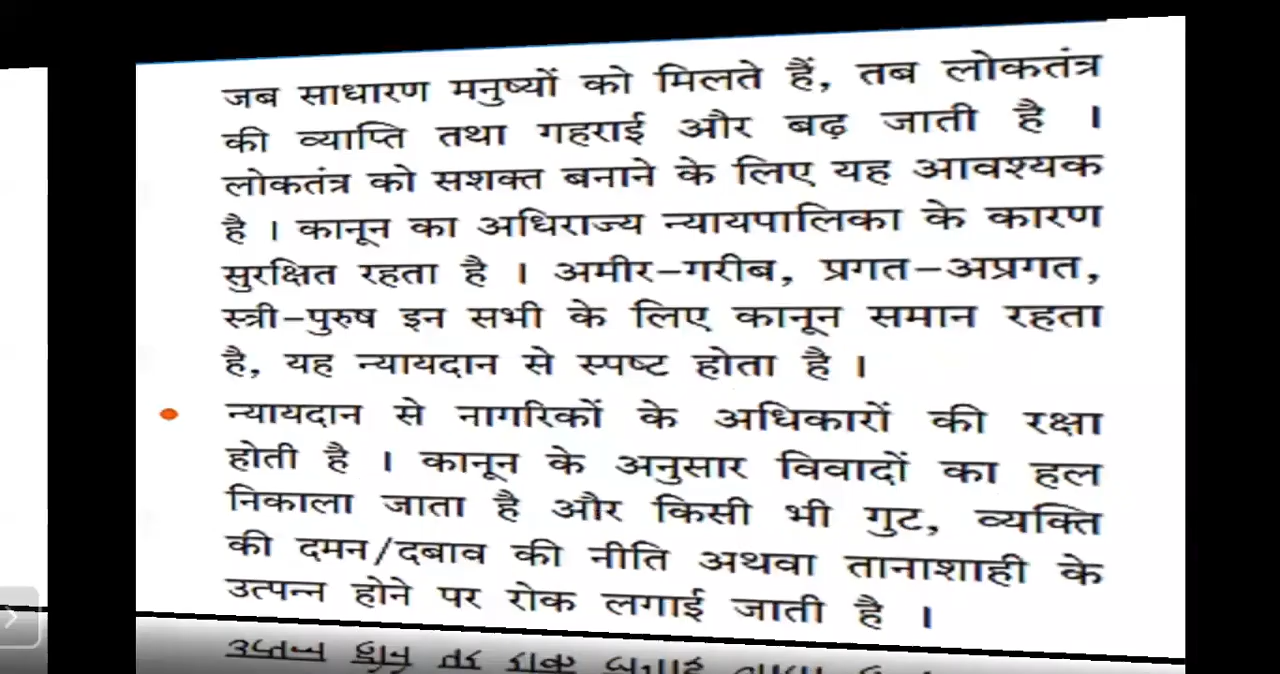 जब साधारण मनुष्यों को मिलते हैं, तब लोकतंत्र
की व्याप्ति तथा गहराई और बढ़ जाती है ।
लोकतंत्र को सशक्त बनाने के लिए यह आवश्यक
है । कानून का अधिराज्य न्यायपालिका के कारण
सुरक्षित रहता है । अमीर-गरीब, प्रगत-अप्रगत,
स्त्री-पुरुष इन सभी के लिए कानून समान रहता
है, यह न्यायदान से स्पष्ट होता है ।
• न्यायदान से नागरिकों के अधिकारों की रक्षा
होती है । कानून के अनुसार विवादों का हल
निकाला जाता है और किसी भी गुट, व्यक्ति
की दमन/दबाव की नीति अथवा तानाशाही के
उत्पन्न होने पर रोक लगाई जाती है ।